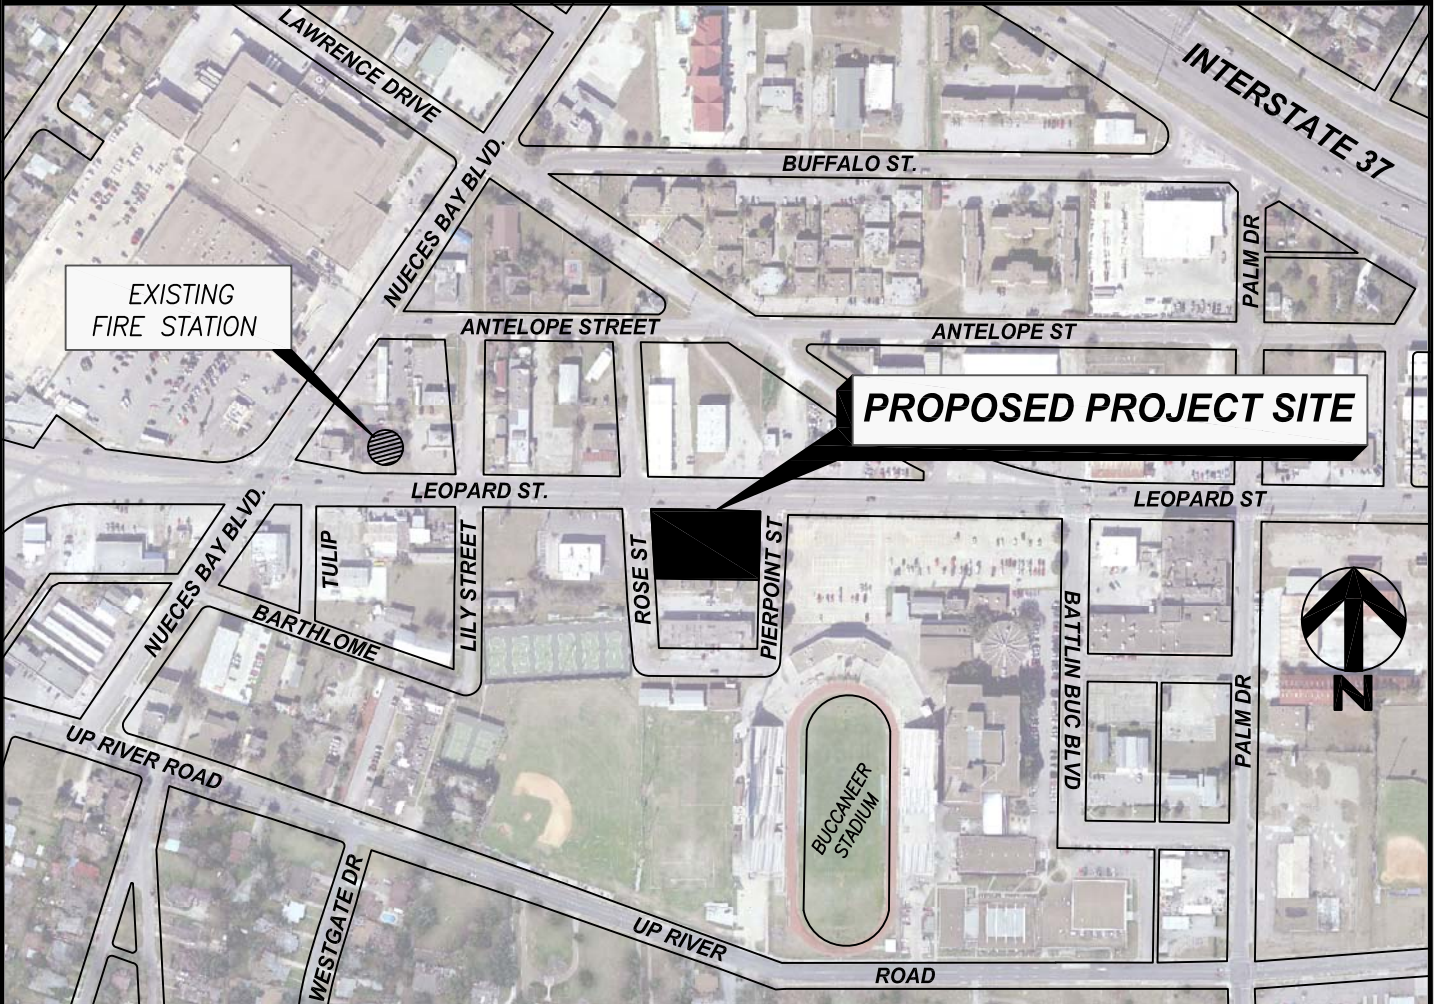 LAWRENCE DRIVE
INTERSTATE 37
BUFFALO ST.
NUECES BAY BLVD.
PALM DR
EXISTING
FIRE STATION
ANTELOPE STREET
ANTELOPE ST
PROPOSED PROJECT SITE
LEOPARD ST.
LEOPARD ST
NUECES BAY BLVD.
TULIP
LILY STREET
ROSE ST
PIERPOINT ST
BATTLIN BUC BLVD
BARTHLOME
N
PALM DR
UP RIVER ROAD
BUCCANEER
STADIUM
WESTGATE DR
UP RIVER
ROAD